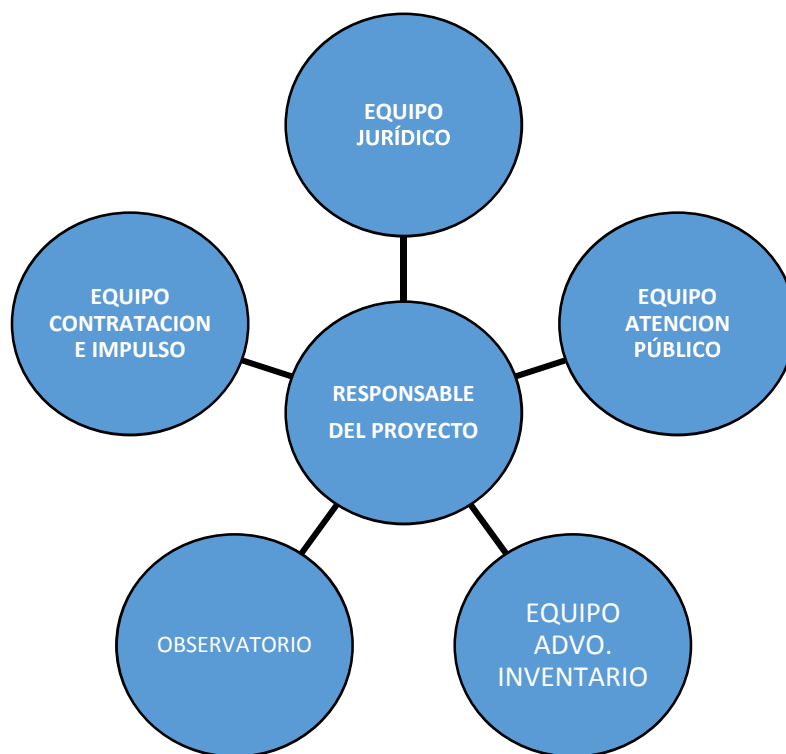 EQUIPO
JURÍDICO
EQUIPO
CONTRATACION
E IMPULSO
EQUIPO
ATENCION
PÚBLICO
RESPONSABLE
DEL PROYECTO
OBSERVATORIO
EQUIPO
ADVO.
INVENTARIO